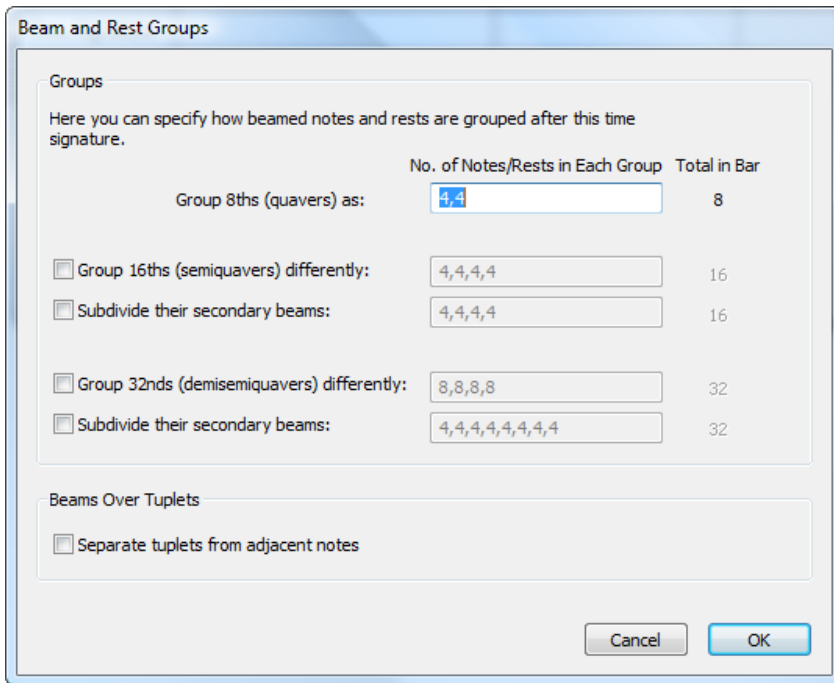 Beam and Rest Groups
Groups
Here you can specify how beamed notes and rests are grouped after this time
signature.
No. of Notes/Rests in Each Group Total in Bar
Group 8ths (quavers) as: 4,4 8
Group 16ths (semiquavers) differently: 4,4,4,4 16
Subdivide their secondary beams: 4,4,4,4 16
Group 32nds (demisemiquavers) differently: 8,8,8,8 32
Subdivide their secondary beams: 4,4,4,4,4,4,4,4 32
Beams Over Tuplets
Separate tuplets from adjacent notes
Cancel OK